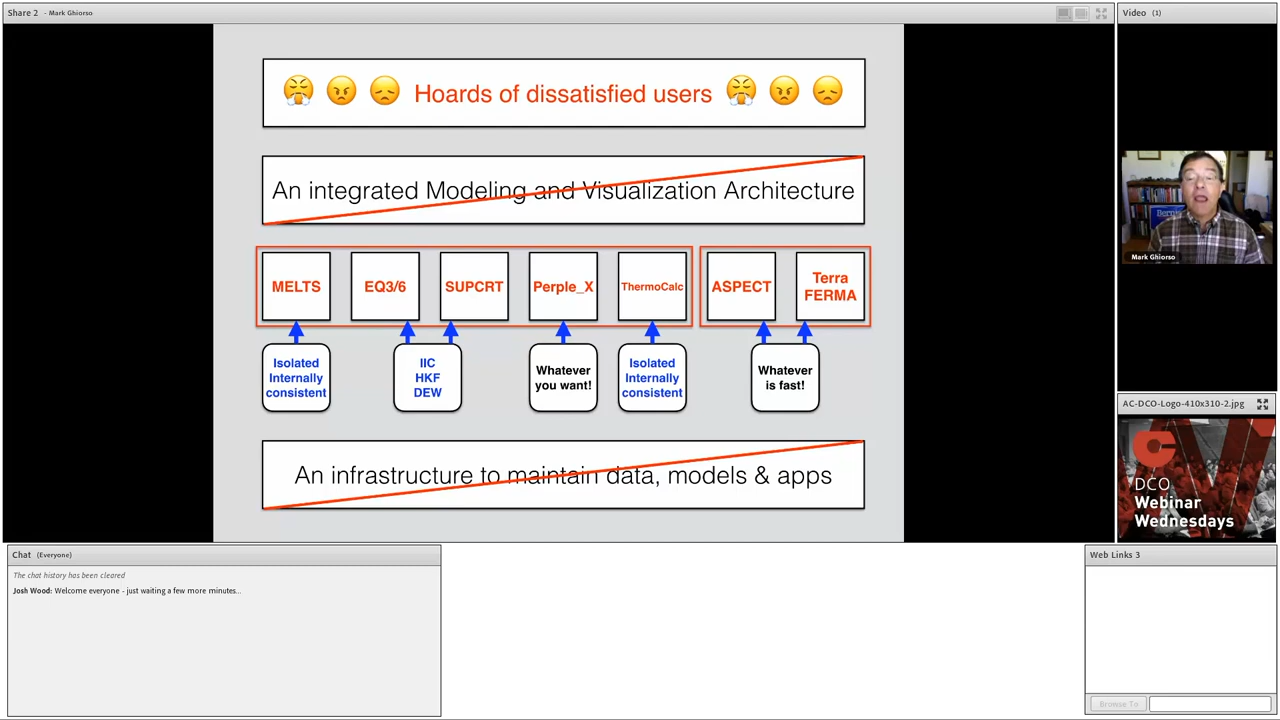 Share 2 - Mark Ghiorso
Hoards of dissatisfied users
An integrated Modeling and Visualization Architecture
MELTS
EQ3/6
SUPCRT
Perple_X
ThermoCalc
ASPECT
Terra
FERMA
Isolated
Internally
consistent
IIC
HKF
DEW
Whatever
you want!
Isolated
Internally
consistent
Whatever
is fast!
An infrastructure to maintain data, models & apps
Video (1)
Mark Ghiorso
AC-DCO-Logo-410x310-2.jpg
DCO
Webinar
Wednesdays
Chat (Everyone)
The chat history has been cleared
Josh Wood: Welcome everyone - just waiting a few more minutes...
Web Links 3
Browse To